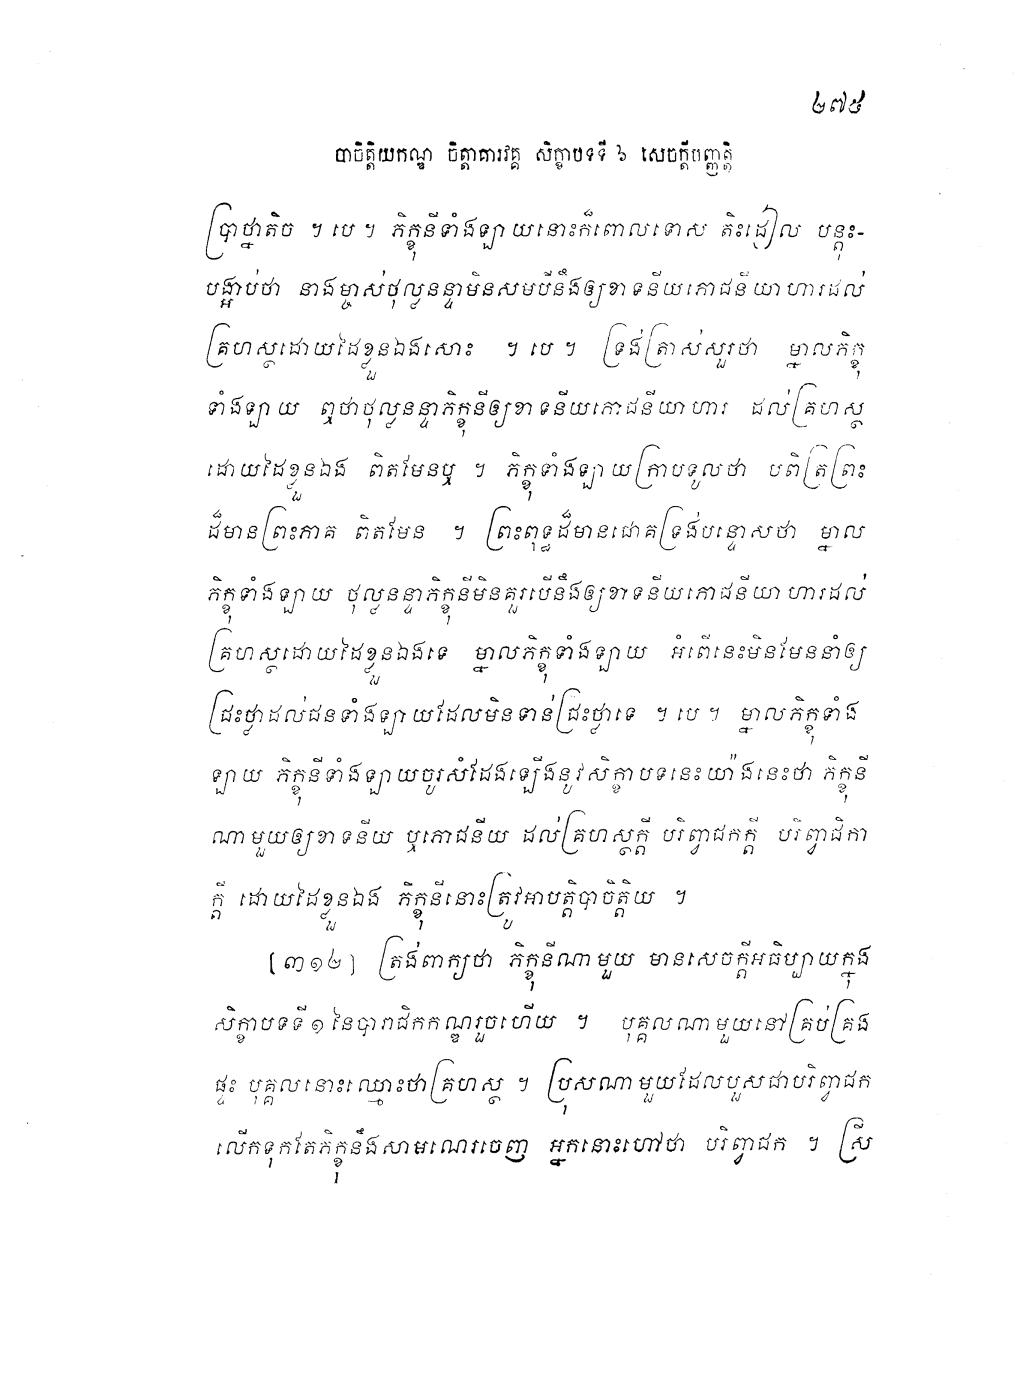 ២៧៥
បាចិត្តិយកណ្ឌ ចិត្តាគារវគ្គ សិក្ខាបទទី ៦ សេចក្តីបញ្ញត្តិ
ប្រាថ្នាតិច ។ បេ ។ ភិក្ខុនីទាំងឡាយនោះក៏ពោលទោស តិះដៀល បន្តុះ-
បង្អាប់ថា នាងម្ចាស់ថុល្លនន្ទាមិនសមបីនឹងឲ្យខាទនីយភោជនីយាហារដល់
គ្រហស្ថដោយដៃខ្លួនឯងសោះ ។ បេ ។ ទ្រង់ត្រាស់សួរថា ម្នាលភិក្ខុ
ទាំងឡាយ ឮថាថុល្លនន្ទាភិក្ខុនីឲ្យខាទនីយភោជនីយាហារ ដល់គ្រហស្ថ
ដោយដៃខ្លួនឯង ពិតមែនឬ ។ ភិក្ខុទាំងឡាយក្រាបទូលថា បពិត្រព្រះ
ដ៏មានព្រះភាគ ពិតមែន ។ ព្រះពុទ្ធដ៏មានជោគទ្រង់បន្ទោសថា ម្នាល
ភិក្ខុទាំងឡាយ ថុល្លនន្ទាភិក្ខុនីមិនគួរបើនឹងឲ្យខាទនីយភោជនីយាហារដល់
គ្រហស្ថដោយដៃខ្លួនឯងទេ ម្នាលភិក្ខុទាំងឡាយ អំពើនេះមិនមែននាំឲ្យ
ជ្រះថ្លាដល់ជនទាំងឡាយដែលមិនទាន់ជ្រះថ្លាទេ ។ បេ ។ ម្នាលភិក្ខុទាំង
ឡាយ ភិក្ខុនីទាំងឡាយចូរសំដែងឡើងនូវសិក្ខាបទនេះយ៉ាងនេះថា ភិក្ខុនី
ណាមួយឲ្យខាទនីយ ឬភោជនីយ ដល់គ្រហស្ថក្តី បរិព្វាជកក្តី បរិព្វាជិកា
ក្តី ដោយដៃខ្លួនឯង ភិក្ខុនីនោះត្រូវអាបត្តិបាចិត្តិយ ។
[៣១២] ត្រង់ពាក្យថា ភិក្ខុនីណាមួយ មានសេចក្តីអធិប្បាយក្នុង
សិក្ខាបទទី១ នៃបារាជិកកណ្ឌរួចហើយ ។ បុគ្គលណាមួយនៅគ្រប់គ្រង
ផ្ទះ បុគ្គលនោះឈ្មោះថាគ្រហស្ថ ។ ប្រុសណាមួយដែលបួសជាបរិព្វាជក
លើកទុកតែភិក្ខុនឹងសាមណេរចេញ អ្នកនោះហៅថា បរិព្វាជក ។ ស្រី